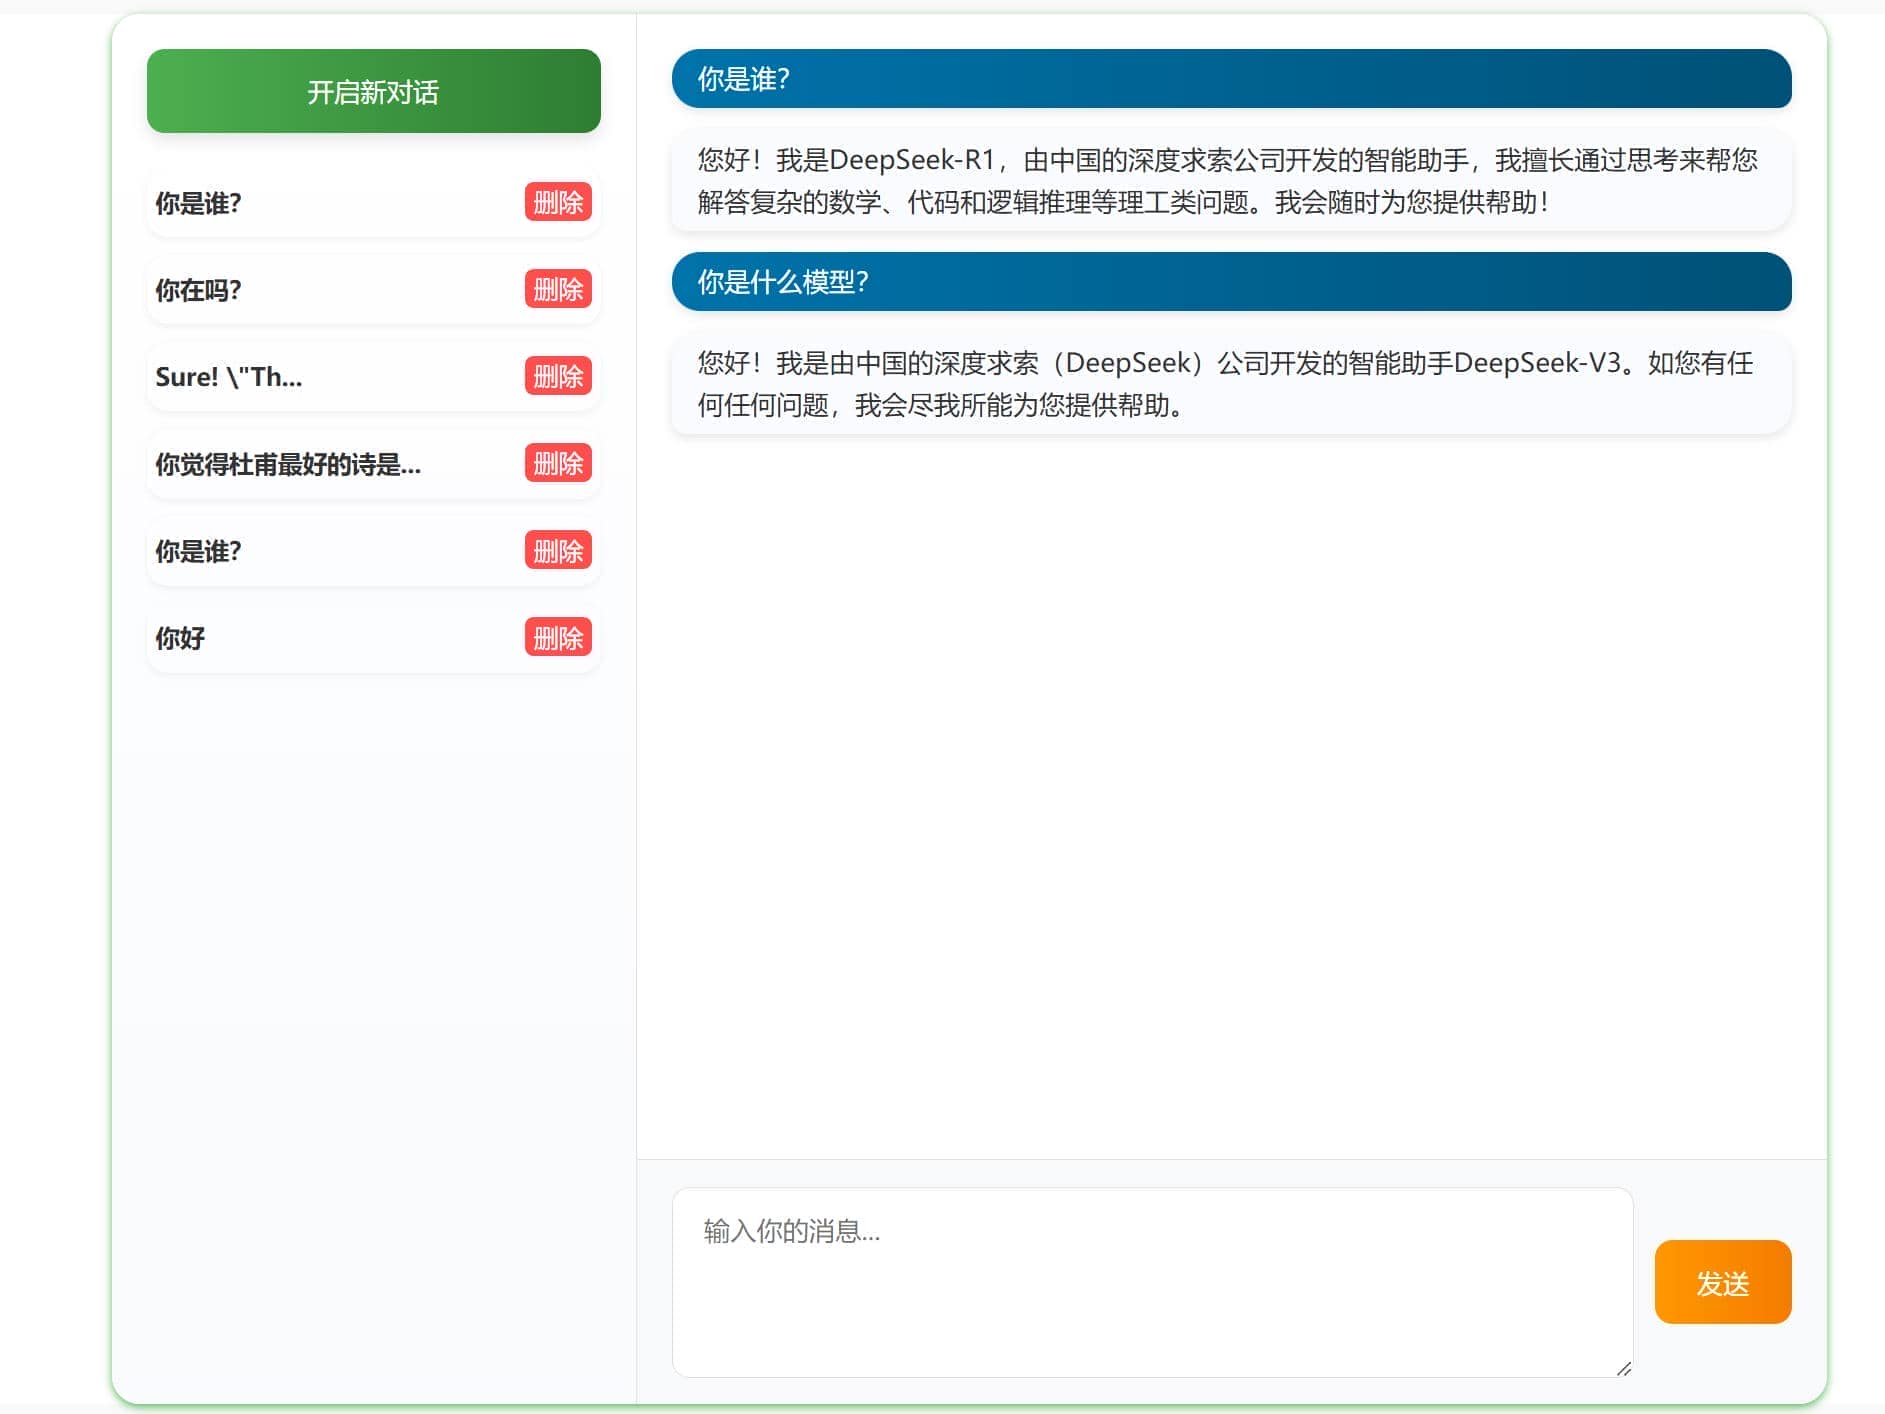 开启新对话
你是谁？
删除
你在吗？
删除
Sure! \"Th...
删除
你觉得杜甫最好的诗是...
删除
你是谁？
删除
你好
删除
你是谁？
您好！我是DeepSeek-R1，由中国的深度求索公司开发的智能助手，我擅长通过思考来帮您
解答复杂的数学、代码和逻辑推理等理工类问题。我会随时为您提供帮助！
你是什么模型？
您好！我是由中国的深度求索（DeepSeek）公司开发的智能助手DeepSeek-V3。如您有任
何任何问题，我会尽我所能为您提供帮助。
输入你的消息...
发送